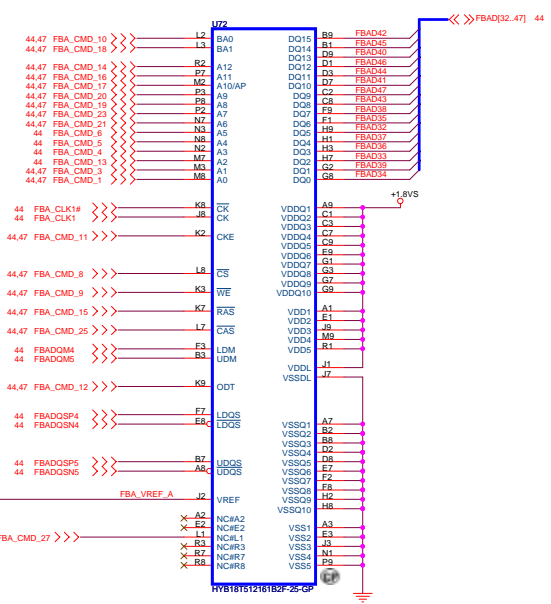 U72
44,47 FBA_CMD_10 L2 BA0 DQ15 B9 FBAD42 FBAD[32..47] 44
44,47 FBA_CMD_18 L3 BA1 DQ14 B1 FBAD45
DQ13 D9 FBAD40
44,47 FBA_CMD_14 R2 A12 DQ12 D1 FBAD46
44,47 FBA_CMD_16 P7 A11 DQ11 D3 FBAD44
44,47 FBA_CMD_17 M2 A10/AP DQ10 D7 FBAD41
44,47 FBA_CMD_20 P3 A9 DQ9 C2 FBAD47
44,47 FBA_CMD_19 P8 A8 DQ8 C8 FBAD43
44,47 FBA_CMD_23 P2 A7 DQ7 F9 FBAD38
44,47 FBA_CMD_21 N7 A6 DQ6 F1 FBAD35
44 FBA_CMD_6 N3 A5 DQ5 H9 FBAD32
44 FBA_CMD_5 N8 A4 DQ4 H1 FBAD37
44 FBA_CMD_4 N2 A3 DQ3 H3 FBAD36
44 FBA_CMD_13 M7 A2 DQ2 H7 FBAD33
44,47 FBA_CMD_3 M3 A1 DQ1 G2 FBAD39
44,47 FBA_CMD_1 M8 A0 DQ0 G8 FBAD34
+1.8VS
44 FBA_CLK1# K8 CK VDDQ1 A9
44 FBA_CLK1 J8 CK VDDQ2 C1
VDDQ3 C3
44,47 FBA_CMD_11 K2 CKE VDDQ4 C7
VDDQ5 C9
VDDQ6 E9
VDDQ7 G1
44,47 FBA_CMD_8 L8 CS VDDQ8 G3
VDDQ9 G7
44,47 FBA_CMD_9 K3 WE VDDQ10 G9
44,47 FBA_CMD_15 K7 RAS VDD1 A1
VDD2 E1
44,47 FBA_CMD_25 L7 CAS VDD3 J9
VDD4 M9
44 FBADQM4 F3 LDM VDD5 R1
44 FBADQM5 B3 UDM
VDDL J1
VSSDL J7
44,47 FBA_CMD_12 K9 ODT
44 FBADQSP4 F7 LDQS
44 FBADQSN4 E8 LDQS VSSQ1 A7
VSSQ2 B2
VSSQ3 B8
VSSQ4 D2
44 FBADQSP5 B7 UDQS VSSQ5 D8
44 FBADQSN5 A8 UDQS VSSQ6 E7
VSSQ7 F2
VSSQ8 F8
FBA_VREF_A J2 VREF VSSQ9 H2
VSSQ10 H8
A2 NC#A2
E2 NC#E2 VSS1 A3
FBA_CMD_27 L1 NC#L1 VSS2 E3
R3 NC#R3 VSS3 J3
R7 NC#R7 VSS4 N1
R8 NC#R8 VSS5 P9
HYB18T512161B2F-25-GP